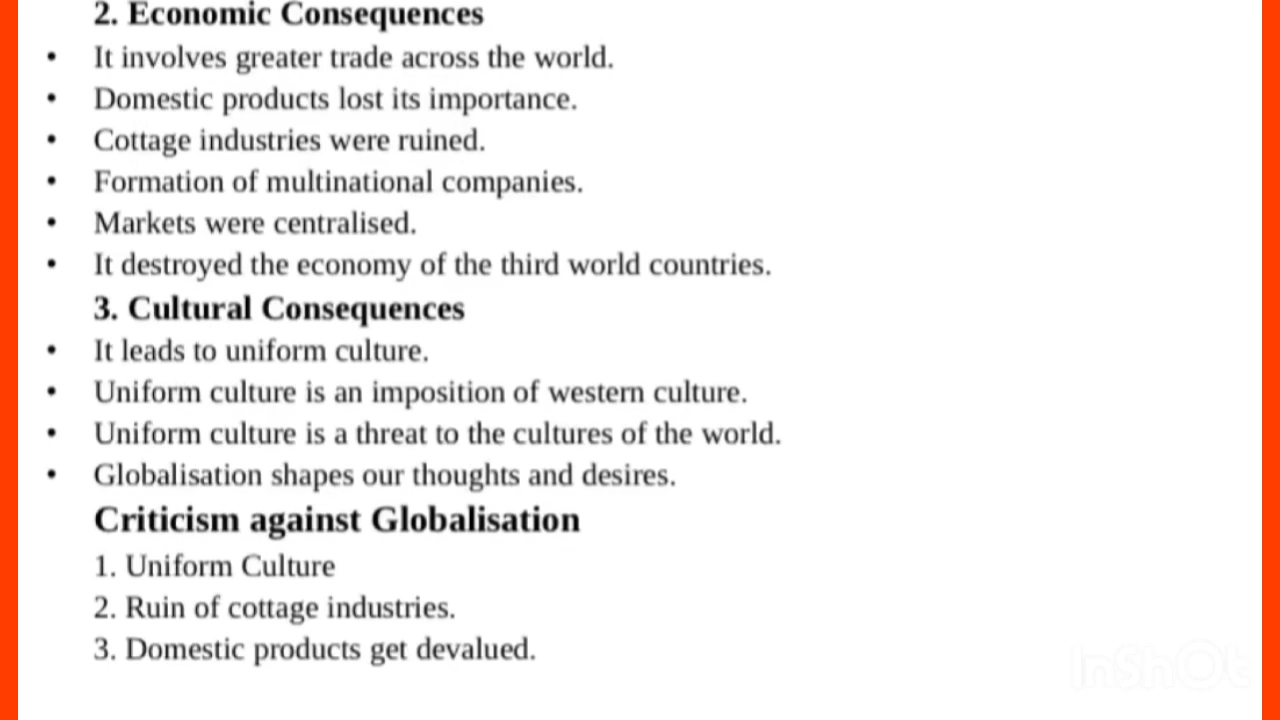 2. Economic Consequences
• It involves greater trade across the world.
• Domestic products lost its importance.
• Cottage industries were ruined.
• Formation of multinational companies.
• Markets were centralised.
• It destroyed the economy of the third world countries.
3. Cultural Consequences
• It leads to uniform culture.
• Uniform culture is an imposition of western culture.
• Uniform culture is a threat to the cultures of the world.
• Globalisation shapes our thoughts and desires.
Criticism against Globalisation
1. Uniform Culture
2. Ruin of cottage industries.
3. Domestic products get devalued.
InShOt